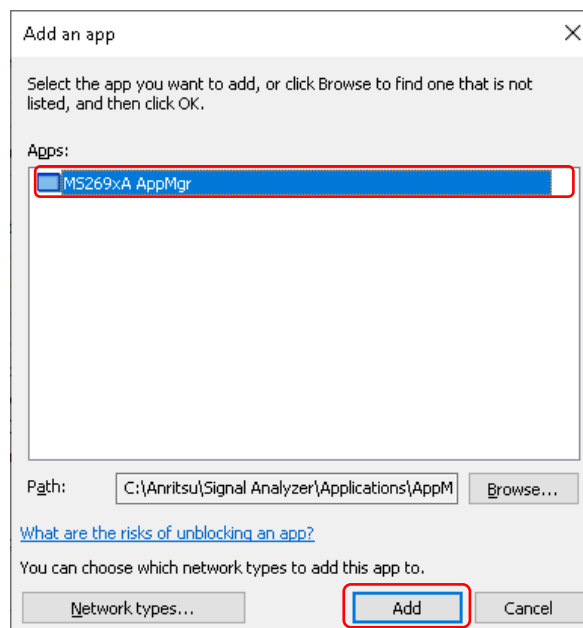 Add an app
Select the app you want to add, or click Browse to find one that is not
listed, and then click OK.
Apps:
MS269xA AppMgr
Path:
C:\Anritsu\Signal Analyzer\Applications\AppM
Browse...
What are the risks of unblocking an app?
You can choose which network types to add this app to.
Network types...
Add
Cancel